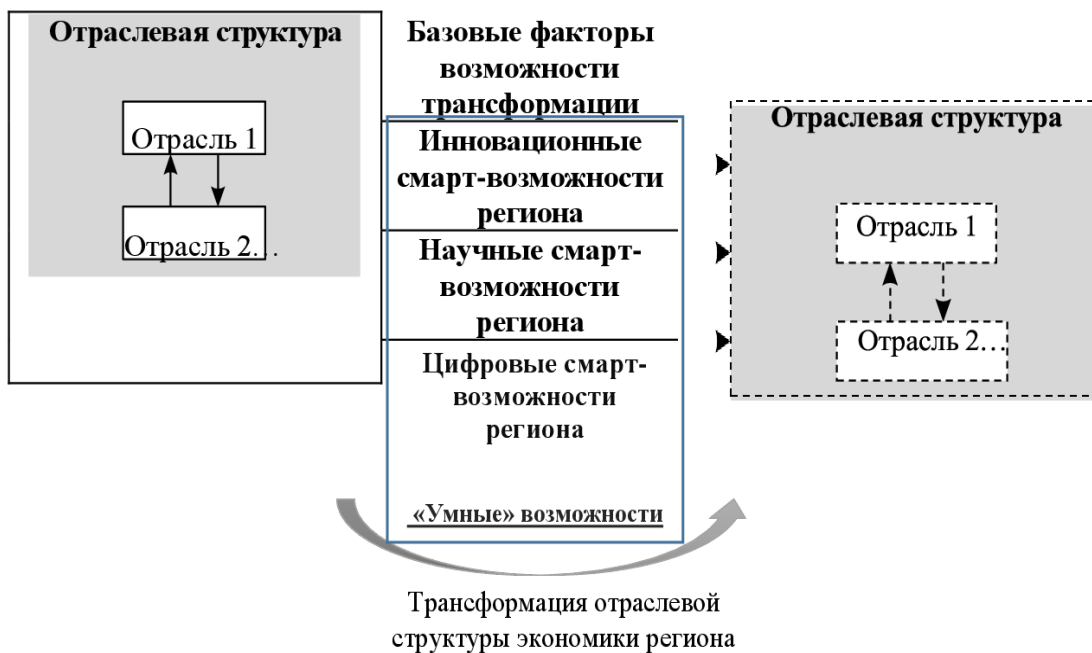 Отраслевая структура
Отрасль 1
Отрасль 2…
Базовые факторы
возможности
трансформации
Инновационные
смарт-возможности
региона
Научные смарт-
возможности
региона
Цифровые смарт-
возможности
региона
«Умные» возможности
Отраслевая структура
Отрасль 1
Отрасль 2…
Трансформация отраслевой
структуры экономики региона